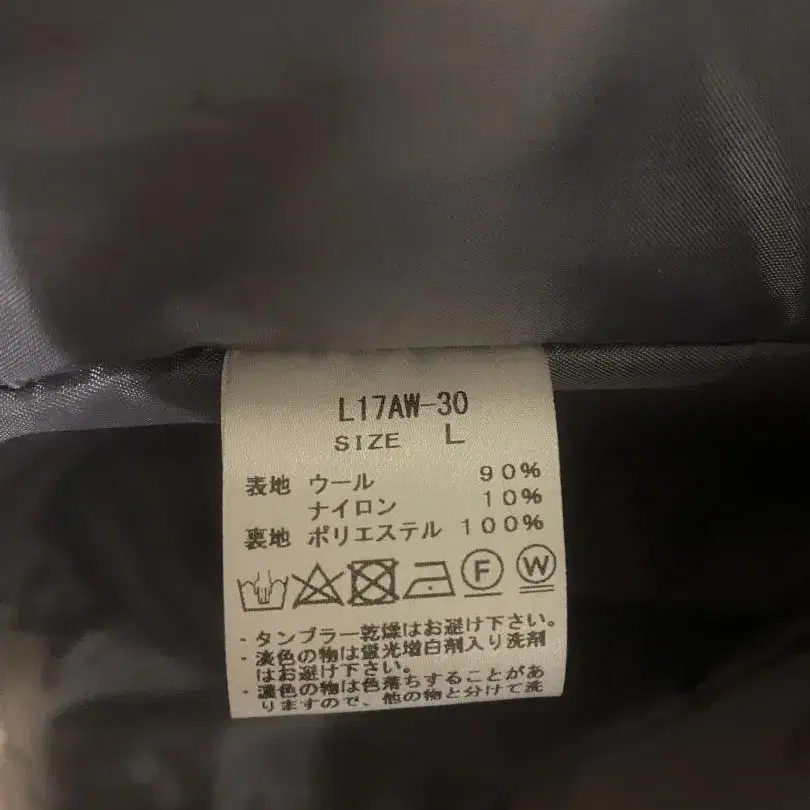 L17AW-30
SIZE L
表地 ウール 90%
ナイロン 10%
裏地 ポリエステル 100%
F W
・タンブラー乾燥はお避け下さい。
・淡色の物は蛍光増白剤入り洗剤
はお避け下さい。
・濃色の物は色落ちすることがあ
りますので、他の物と分けて洗